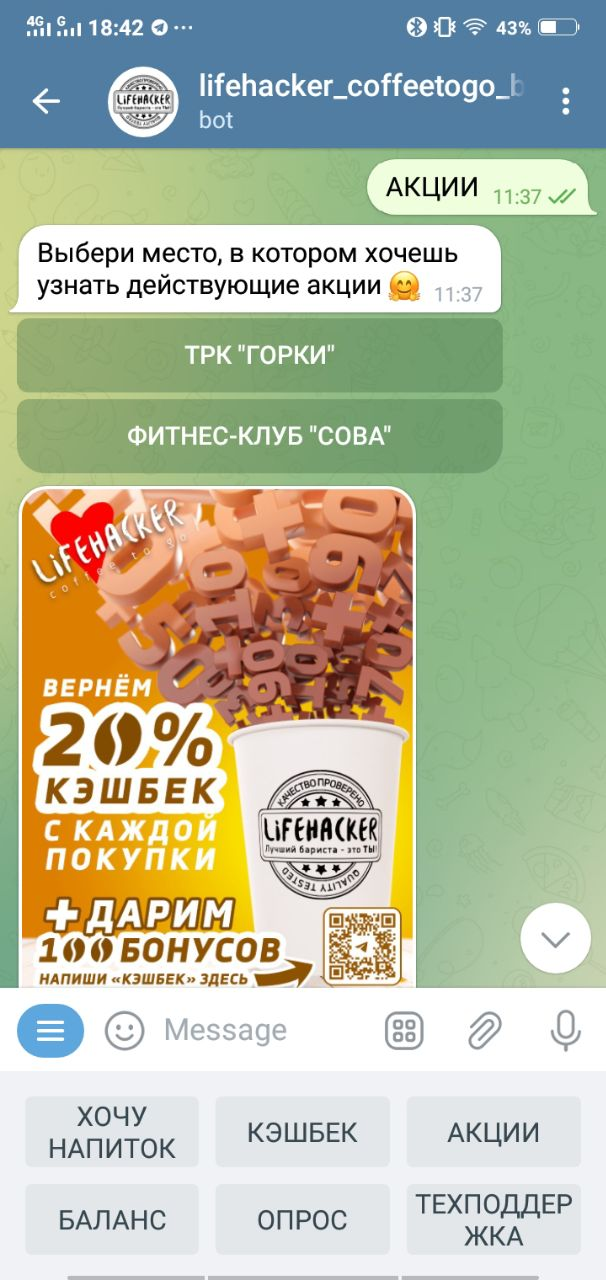 4G G 18:42 43%
lifehacker_coffeetogo_b
bot
АКЦИИ 11:37
Выбери место, в котором хочешь
узнать действующие акции 🤗 11:37
ТРК "ГОРКИ"
ФИТНЕС-КЛУБ "СОВА"
LiFEHACKER
coffee to go
ВЕРНЁМ
20%
КЭШБЕК
С КАЖДОЙ
ПОКУПКИ
КАЧЕСТВО ПРОВЕРЕНО
LiFEHACKER
Лучший бариста - это ТЫ!
QUALITY TESTED
+ ДАРИМ
100 БОНУСОВ
НАПИШИ «КЭШБЕК» ЗДЕСЬ
Message
ХОЧУ
НАПИТОК
КЭШБЕК
АКЦИИ
БАЛАНС
ОПРОС
ТЕХПОДДЕР
ЖКА